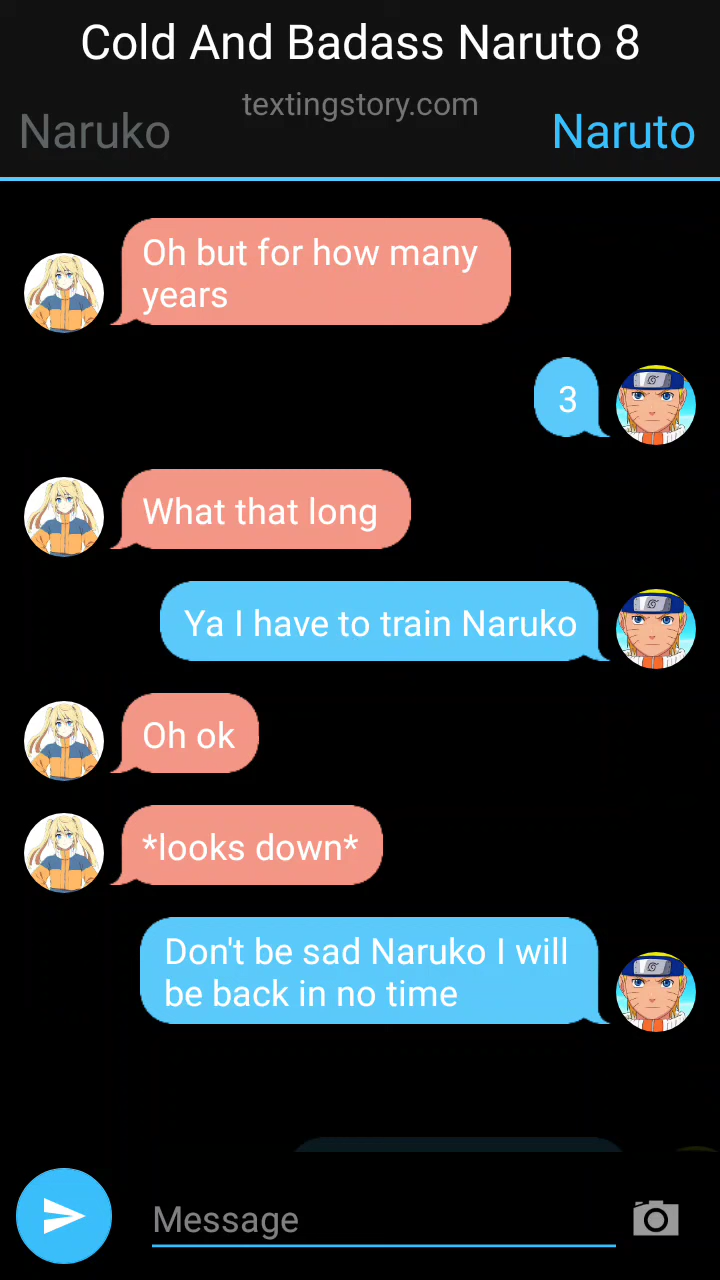 Cold And Badass Naruto 8
textingstory.com
Naruko
Naruto
Oh but for how many
years
3
What that long
Ya I have to train Naruko
Oh ok
*looks down*
Don't be sad Naruko I will
be back in no time
Message